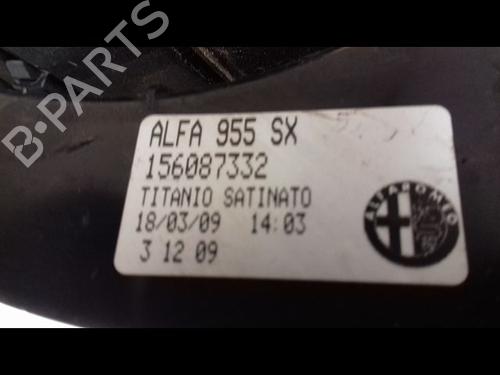 B-PARTS
ALFA 955 SX
156087332
TITANIO SATINATO
18/03/09 14:03
3 12 09
ALFA ROMEO